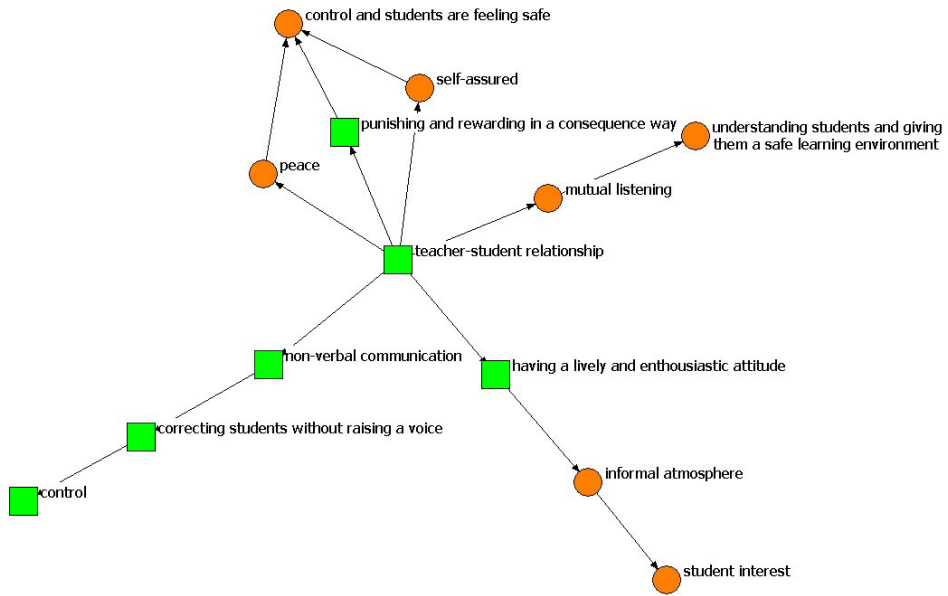 control and students are feeling safe
self-assured
punishing and rewarding in a consequence way
understanding students and giving
them a safe learning environment
peace
mutual listening
teacher-student relationship
non-verbal communication
having a lively and enthousiastic attitude
correcting students without raising a voice
informal atmosphere
control
student interest